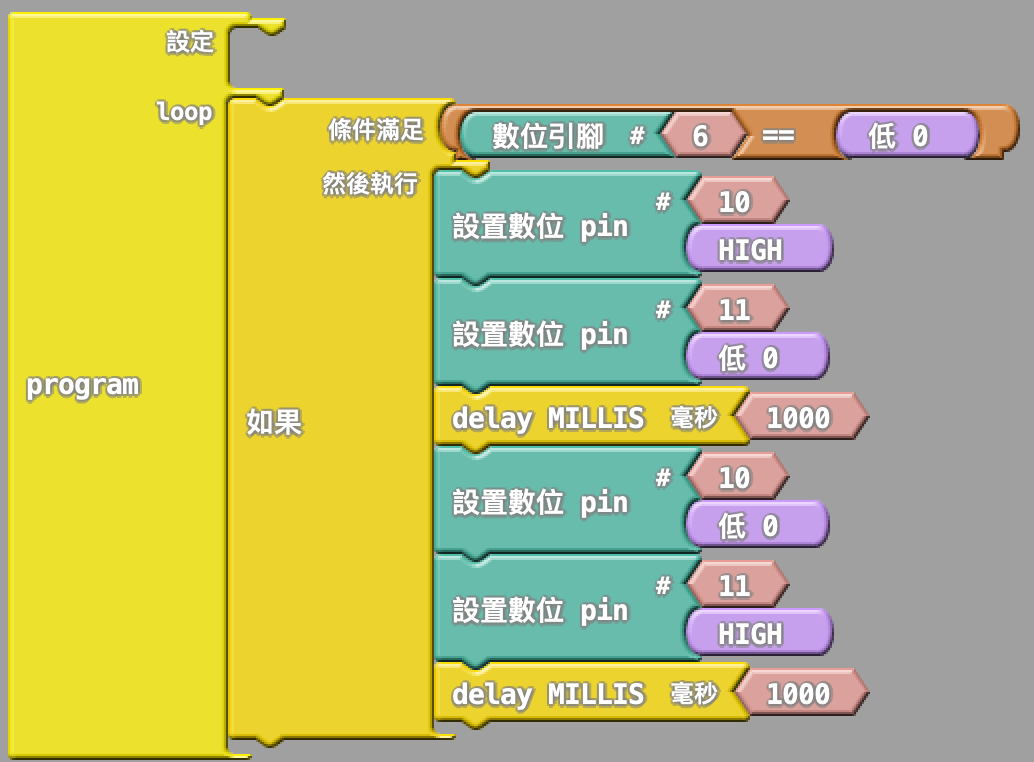 設定
loop
條件滿足 數位引腳 # 6 == 低 0
然後執行
設置數位 pin # 10
HIGH
設置數位 pin # 11
低 0
program
如果
delay MILLIS 毫秒 1000
設置數位 pin # 10
低 0
設置數位 pin # 11
HIGH
delay MILLIS 毫秒 1000